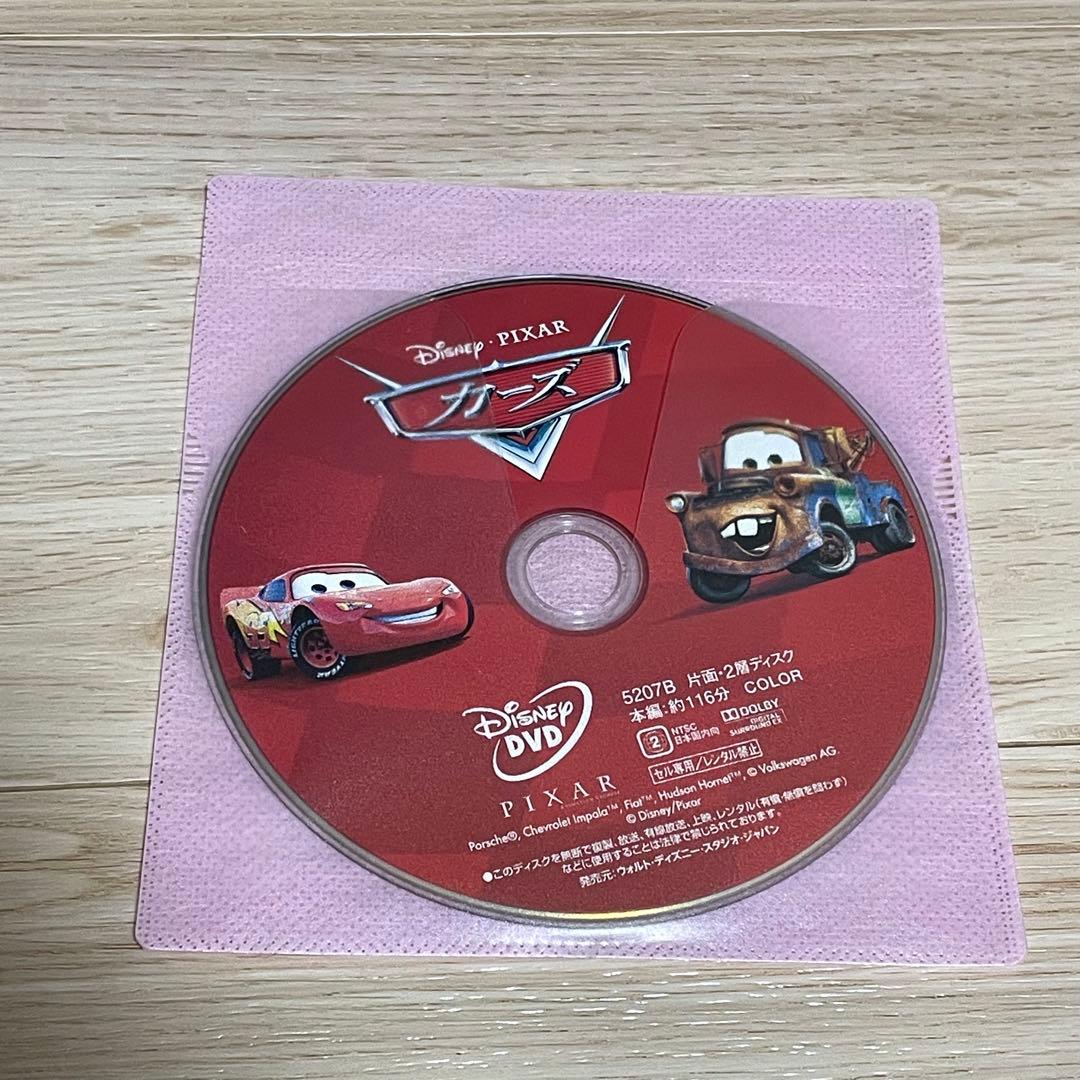 Disney・PIXAR
カーズ
5207B 片面・2層ディスク
本編：約116分 COLOR
2 NTSC
日本国内向
DOLBY
DIGITAL
SURROUND EX
セル専用／レンタル禁止
Disney
DVD
PIXAR
Porsche®, Chevrolet Impala™, Fiat™, Hudson Hornet™, © Volkswagen AG.
© Disney/Pixar
●このディスクを無断で複製、放送、有線放送、上映、レンタル（有償・無償を問わず）
などに使用することは法律で禁じられております。
発売元：ウォルト・ディズニー・スタジオ・ジャパン
LIGHTYEAR